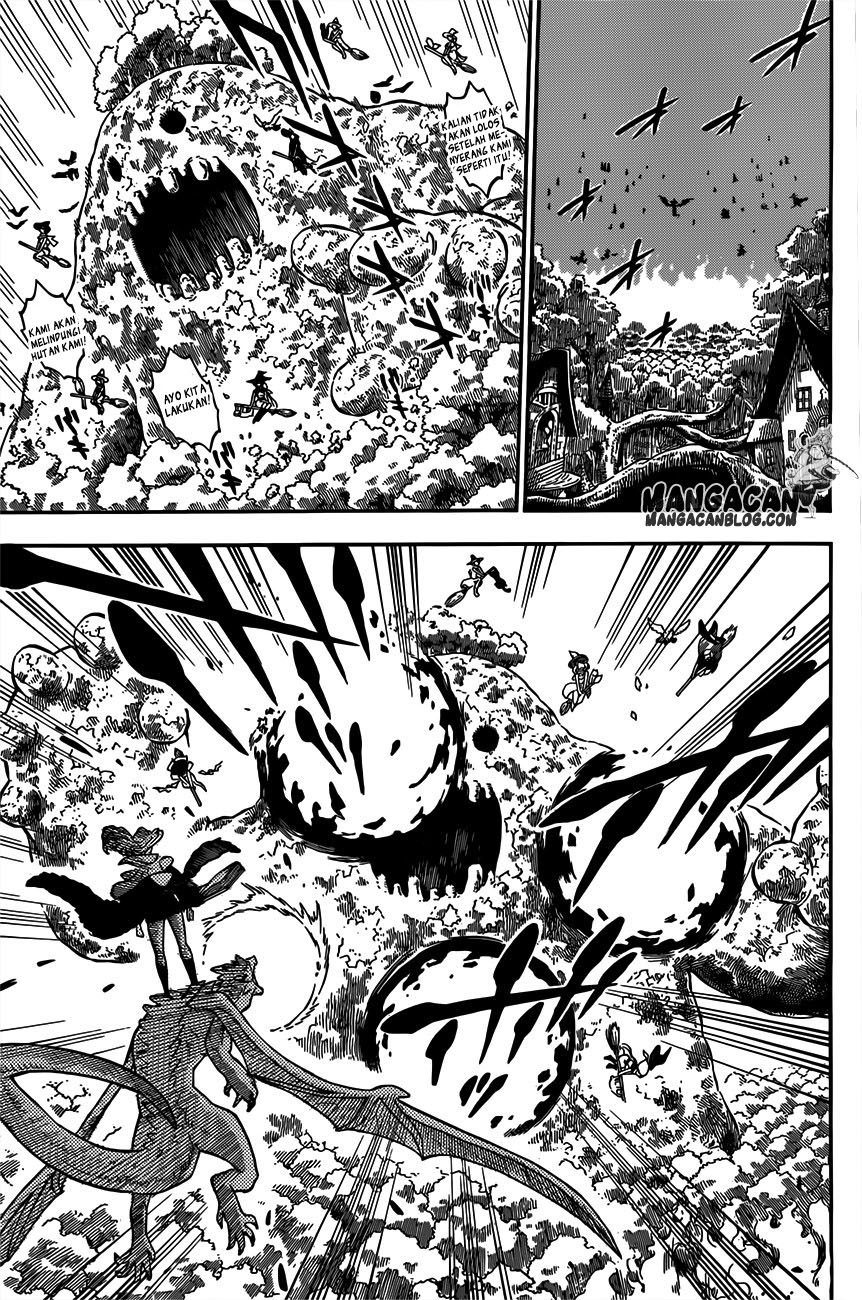 KALIAN TIDAK
AKAN LOLOS
SETELAH ME-
NYERANG KAMI
SEPERTI ITU!
KAMI AKAN
MELINDUNGI
HUTAN KAMI!
AYO KITA
LAKUKAN!
MANGACAN
MANGACANBLOG.COM